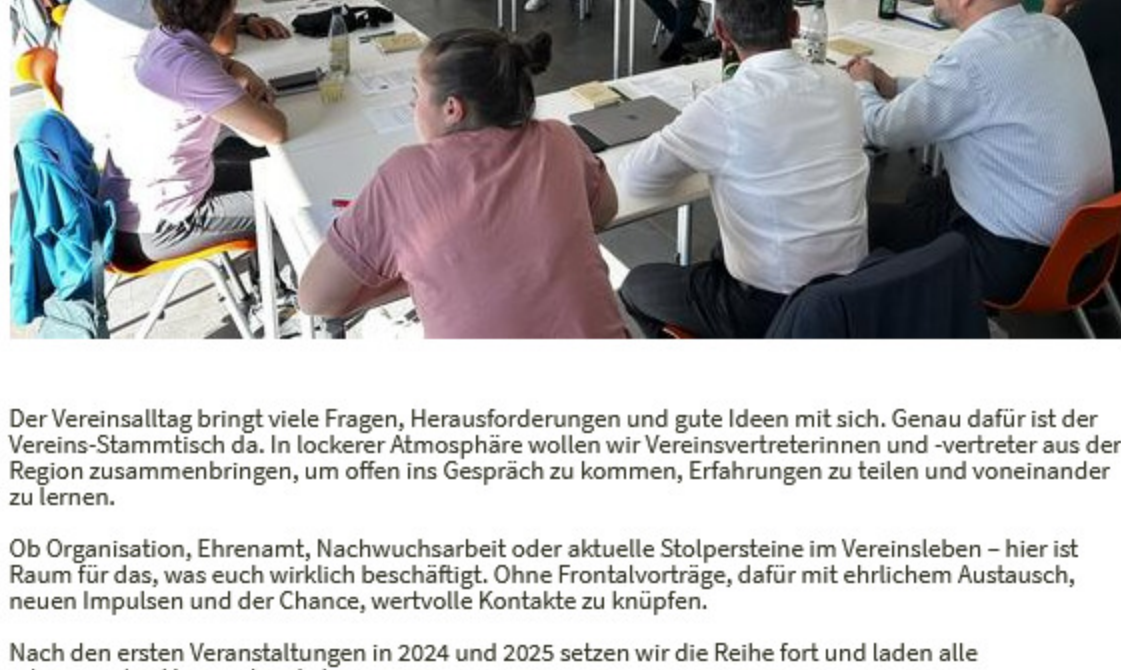 Der Vereinsalltag bringt viele Fragen, Herausforderungen und gute Ideen mit sich. Genau dafür ist der
Vereins-Stammtisch da. In lockerer Atmosphäre wollen wir Vereinsvertreterinnen und -vertreter aus der
Region zusammenbringen, um offen ins Gespräch zu kommen, Erfahrungen zu teilen und voneinander
zu lernen.
Ob Organisation, Ehrenamt, Nachwuchsarbeit oder aktuelle Stolpersteine im Vereinsleben – hier ist
Raum für das, was euch wirklich beschäftigt. Ohne Frontalvorträge, dafür mit ehrlichem Austausch,
neuen Impulsen und der Chance, wertvolle Kontakte zu knüpfen.
Nach den ersten Veranstaltungen in 2024 und 2025 setzen wir die Reihe fort und laden alle